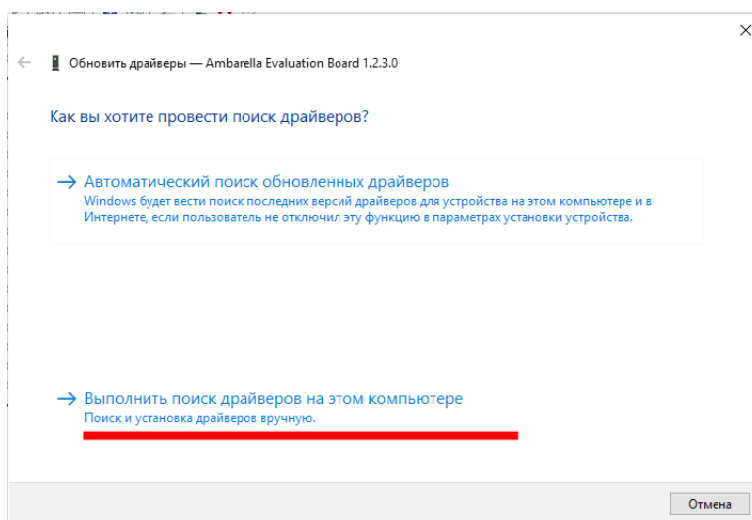 Обновить драйверы — Ambarella Evaluation Board 1.2.3.0
Как вы хотите провести поиск драйверов?
Автоматический поиск обновленных драйверов
Windows будет вести поиск последних версий драйверов для устройства на этом компьютере и в
Интернете, если пользователь не отключил эту функцию в параметрах установки устройства.
Выполнить поиск драйверов на этом компьютере
Поиск и установка драйверов вручную.
Отмена